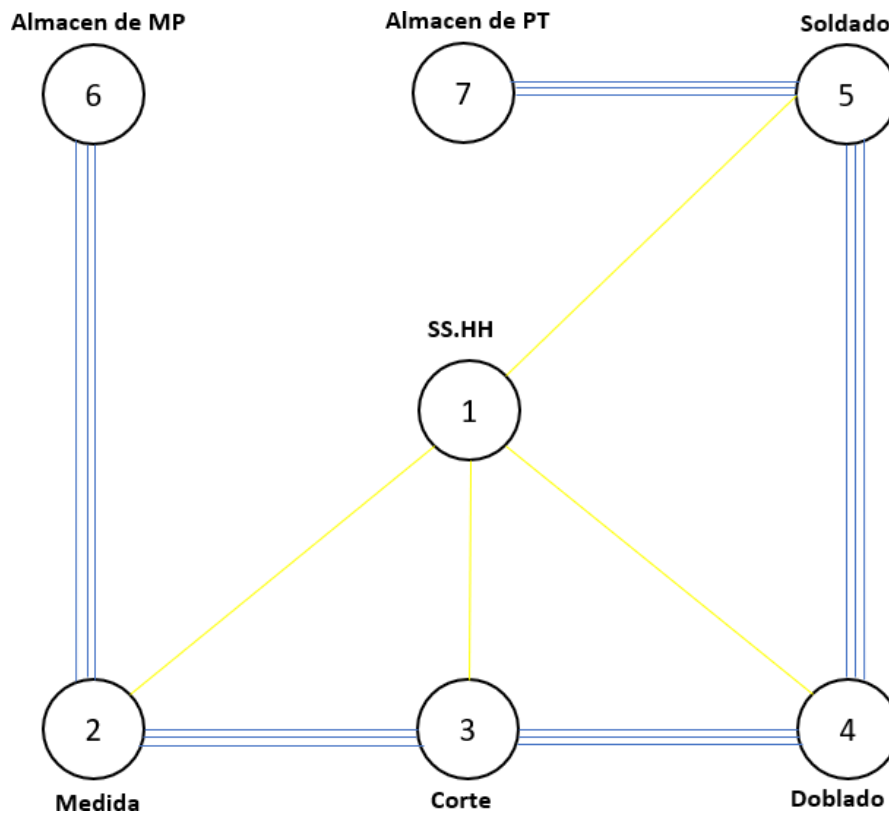 Almacen de MP
Almacen de PT
Soldado
6
7
5
SS.HH
1
2
3
4
Medida
Corte
Doblado